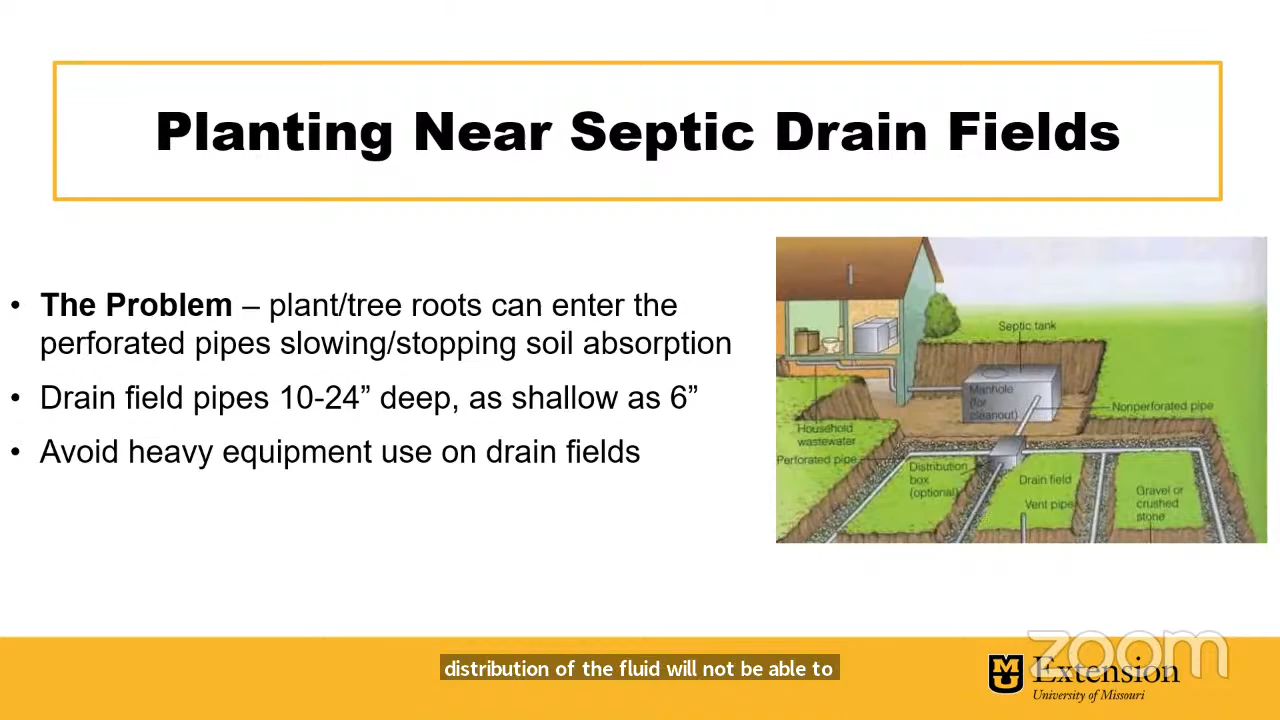 Planting Near Septic Drain Fields
• The Problem – plant/tree roots can enter the
perforated pipes slowing/stopping soil absorption
• Drain field pipes 10-24” deep, as shallow as 6”
• Avoid heavy equipment use on drain fields
Septic tank
Manhole
(for
cleanout)
Nonperforated pipe
Household
wastewater
Perforated pipe
Distribution
box
(optional)
Drain field
Vent pipe
Gravel or
crushed
stone
distribution of the fluid will not be able to
zoom
MU
Extension
University of Missouri